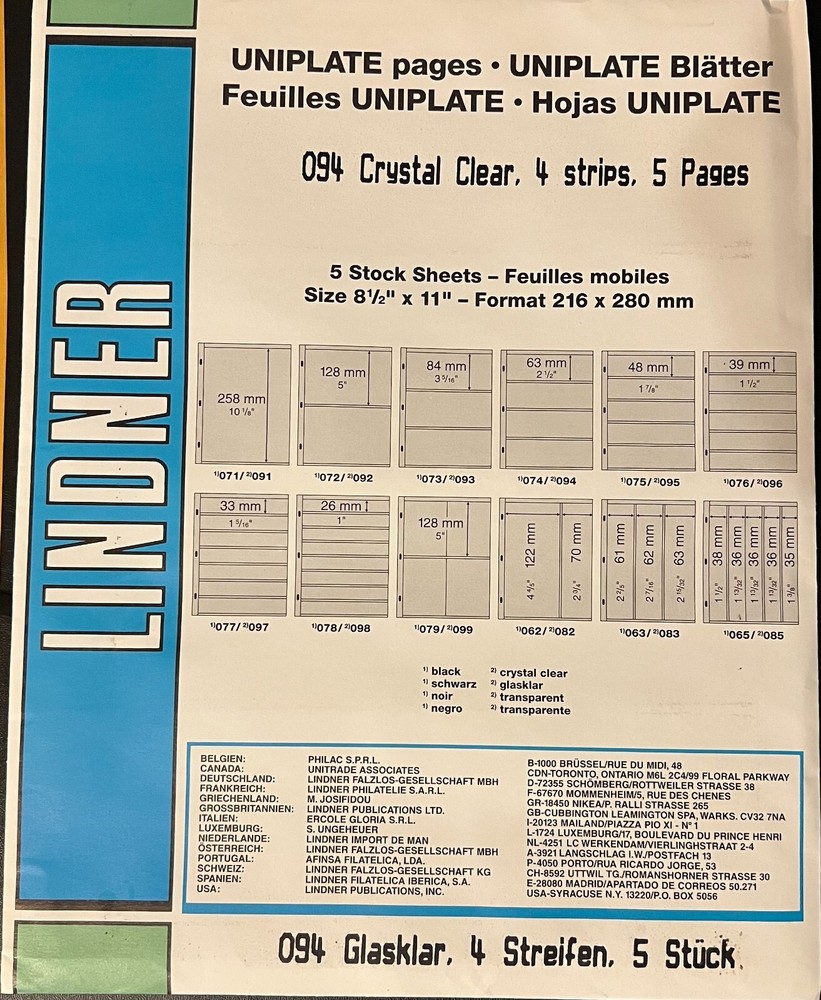 UNIPLATE pages • UNIPLATE Blätter
Feuilles UNIPLATE • Hojas UNIPLATE
094 Crystal Clear, 4 strips, 5 Pages
5 Stock Sheets – Feuilles mobiles
Size 8½" x 11" – Format 216 x 280 mm
LINDNER
258 mm
10 ⅛"
128 mm
5"
84 mm
3 5/16"
63 mm
2 ½"
48 mm
1 ⅞"
39 mm
1 ½"
¹⁾071/²⁾091
¹⁾072/²⁾092
¹⁾073/²⁾093
¹⁾074/²⁾094
¹⁾075/²⁾095
¹⁾076/²⁾096
33 mm
1 5/16"
26 mm
1"
128 mm
5"
122 mm
4 4/5"
70 mm
2 3/4"
61 mm
2 2/5"
62 mm
2 7/16"
63 mm
2 15/32"
38 mm
1 1/2"
36 mm
1 13/32"
36 mm
1 13/32"
36 mm
1 13/32"
35 mm
1 3/8"
¹⁾077/²⁾097
¹⁾078/²⁾098
¹⁾079/²⁾099
¹⁾062/²⁾082
¹⁾063/²⁾083
¹⁾065/²⁾085
¹⁾ black ²⁾ crystal clear
¹⁾ schwarz ²⁾ glasklar
¹⁾ noir ²⁾ transparent
¹⁾ negro ²⁾ transparente
BELGIEN: PHILAC S.P.R.L. B-1000 BRÜSSEL/RUE DU MIDI, 48
CANADA: UNITRADE ASSOCIATES CDN-TORONTO, ONTARIO M6L 2C4/99 FLORAL PARKWAY
DEUTSCHLAND: LINDNER FALZLOS-GESELLSCHAFT MBH D-72355 SCHÖMBERG/ROTTWEILER STRASSE 38
FRANKREICH: LINDNER PHILATELIE S.A.R.L. F-67670 MOMMENHEIM/5, RUE DES CHENES
GRIECHENLAND: M. JOSIFIDOU GR-18450 NIKEA/P. RALLI STRASSE 265
GROSSBRITANNIEN: LINDNER PUBLICATIONS LTD. GB-CUBBINGTON LEAMINGTON SPA, WARKS. CV32 7NA
ITALIEN: ERCOLE GLORIA S.R.L. I-20123 MAILAND/PIAZZA PIO XI - N° 1
LUXEMBURG: S. UNGEHEUER L-1724 LUXEMBURG/17, BOULEVARD DU PRINCE HENRI
NIEDERLANDE: LINDNER IMPORT DE MAN NL-4251 LC WERKENDAM/VIERLINGHSTRAAT 2-4
ÖSTERREICH: LINDNER FALZLOS-GESELLSCHAFT MBH A-3921 LANGSCHLAG I.W./POSTFACH 13
PORTUGAL: AFINSA FILATELICA, LDA. P-4050 PORTO/RUA RICARDO JORGE, 53
SCHWEIZ: LINDNER FALZLOS-GESELLSCHAFT KG CH-8592 UTTWIL TG./ROMANSHORNER STRASSE 30
SPANIEN: LINDNER FILATELICA IBERICA, S.A. E-28080 MADRID/APARTADO DE CORREOS 50.271
USA: LINDNER PUBLICATIONS, INC. USA-SYRACUSE N.Y. 13220/P.O. BOX 5056
094 Glasklar, 4 Streifen, 5 Stück